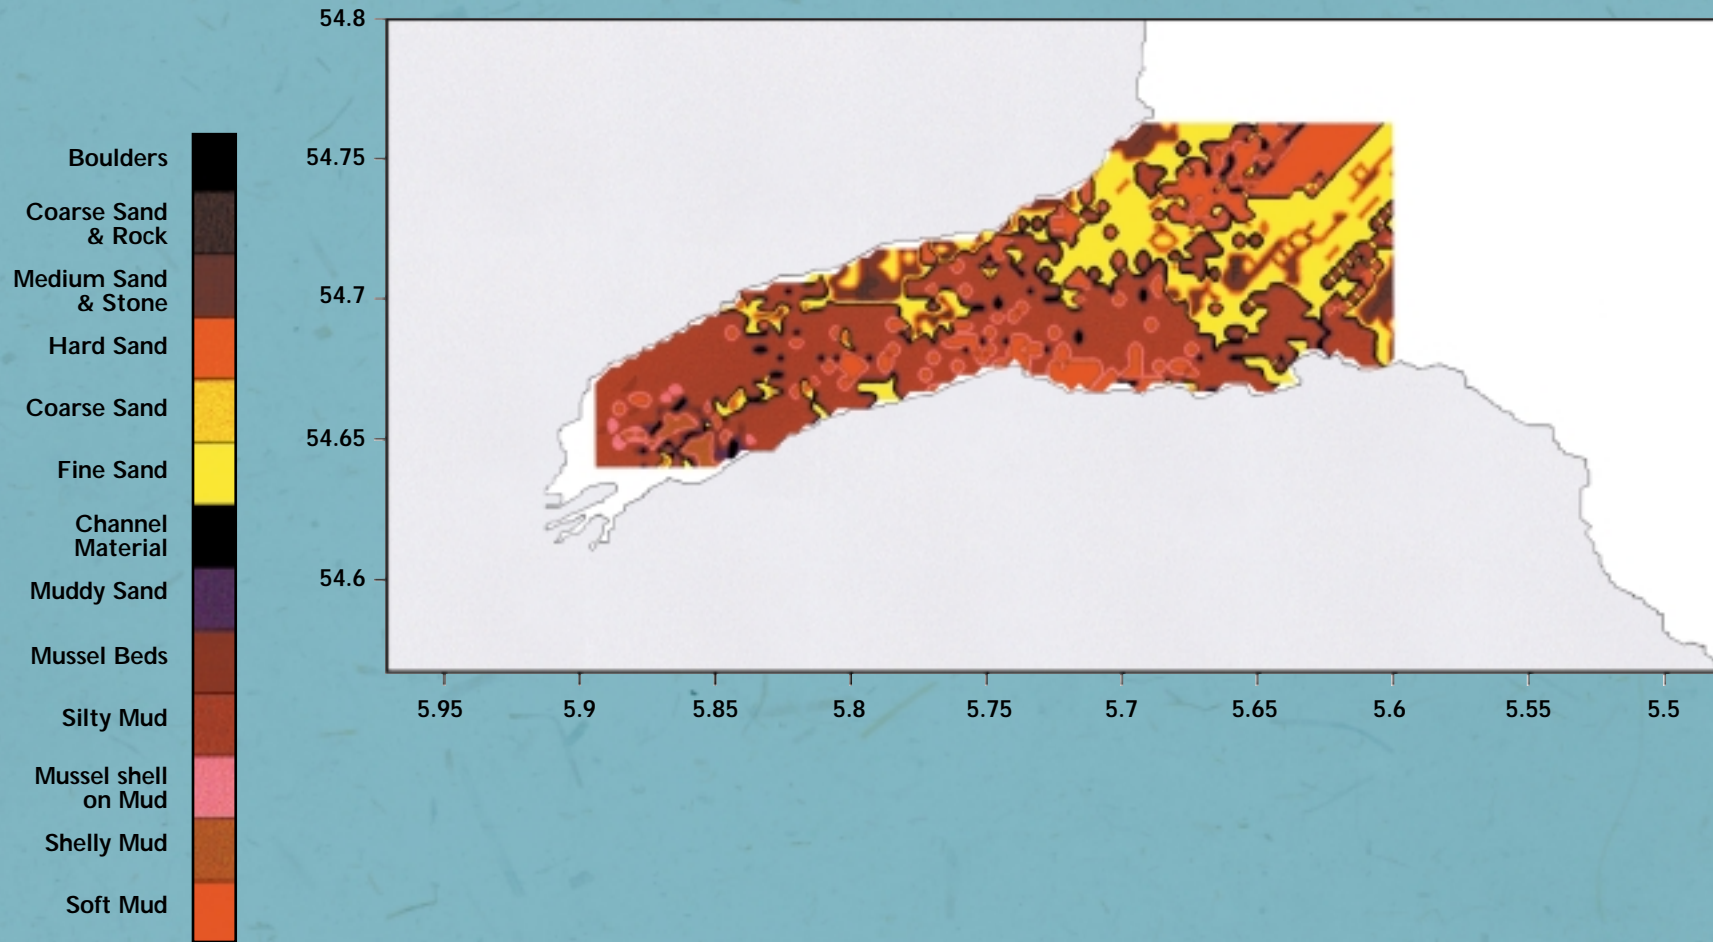 Boulders
Coarse Sand
& Rock
Medium Sand
& Stone
Hard Sand
Coarse Sand
Fine Sand
Channel
Material
Muddy Sand
Mussel Beds
Silty Mud
Mussel shell
on Mud
Shelly Mud
Soft Mud
54.8
54.75
54.7
54.65
54.6
5.95 5.9 5.85 5.8 5.75 5.7 5.65 5.6 5.55 5.5